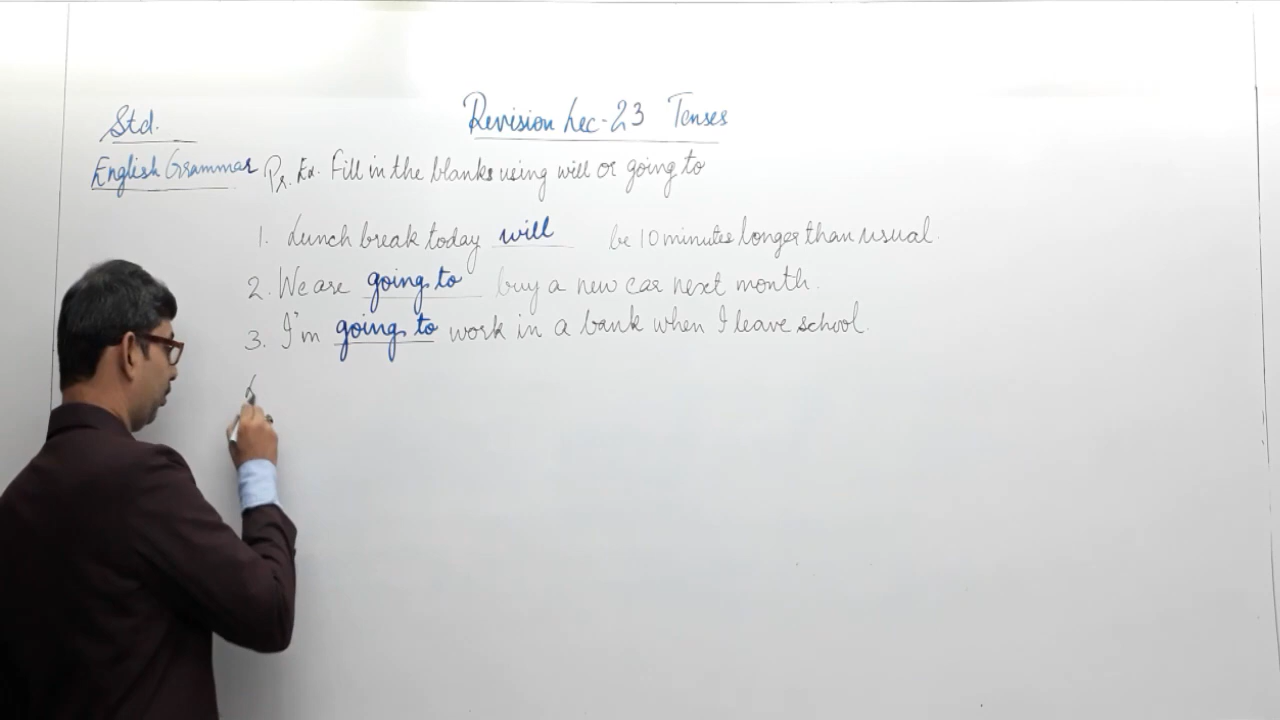 Std.
Revision Lec-23 Tenses
English Grammar
Pr. Ex. Fill in the blanks using will or going to
1. Lunch break today will be 10 minutes longer than usual.
2. We are going to buy a new car next month.
3. I'm going to work in a bank when I leave school.